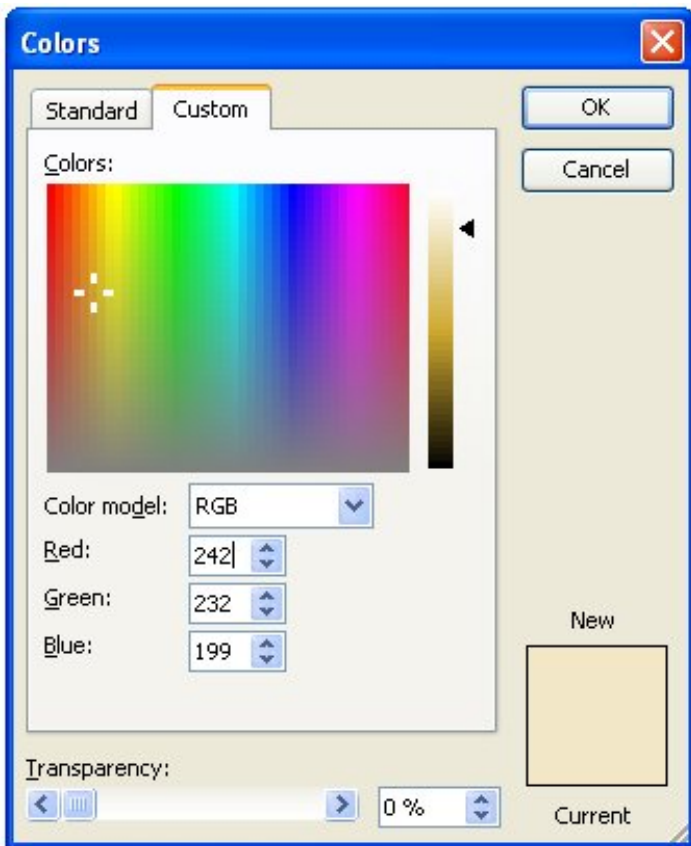 Colors
Standard Custom
OK
Cancel
Colors:
Color model: RGB
Red: 242
Green: 232
Blue: 199
New
Current
Transparency:
0 %